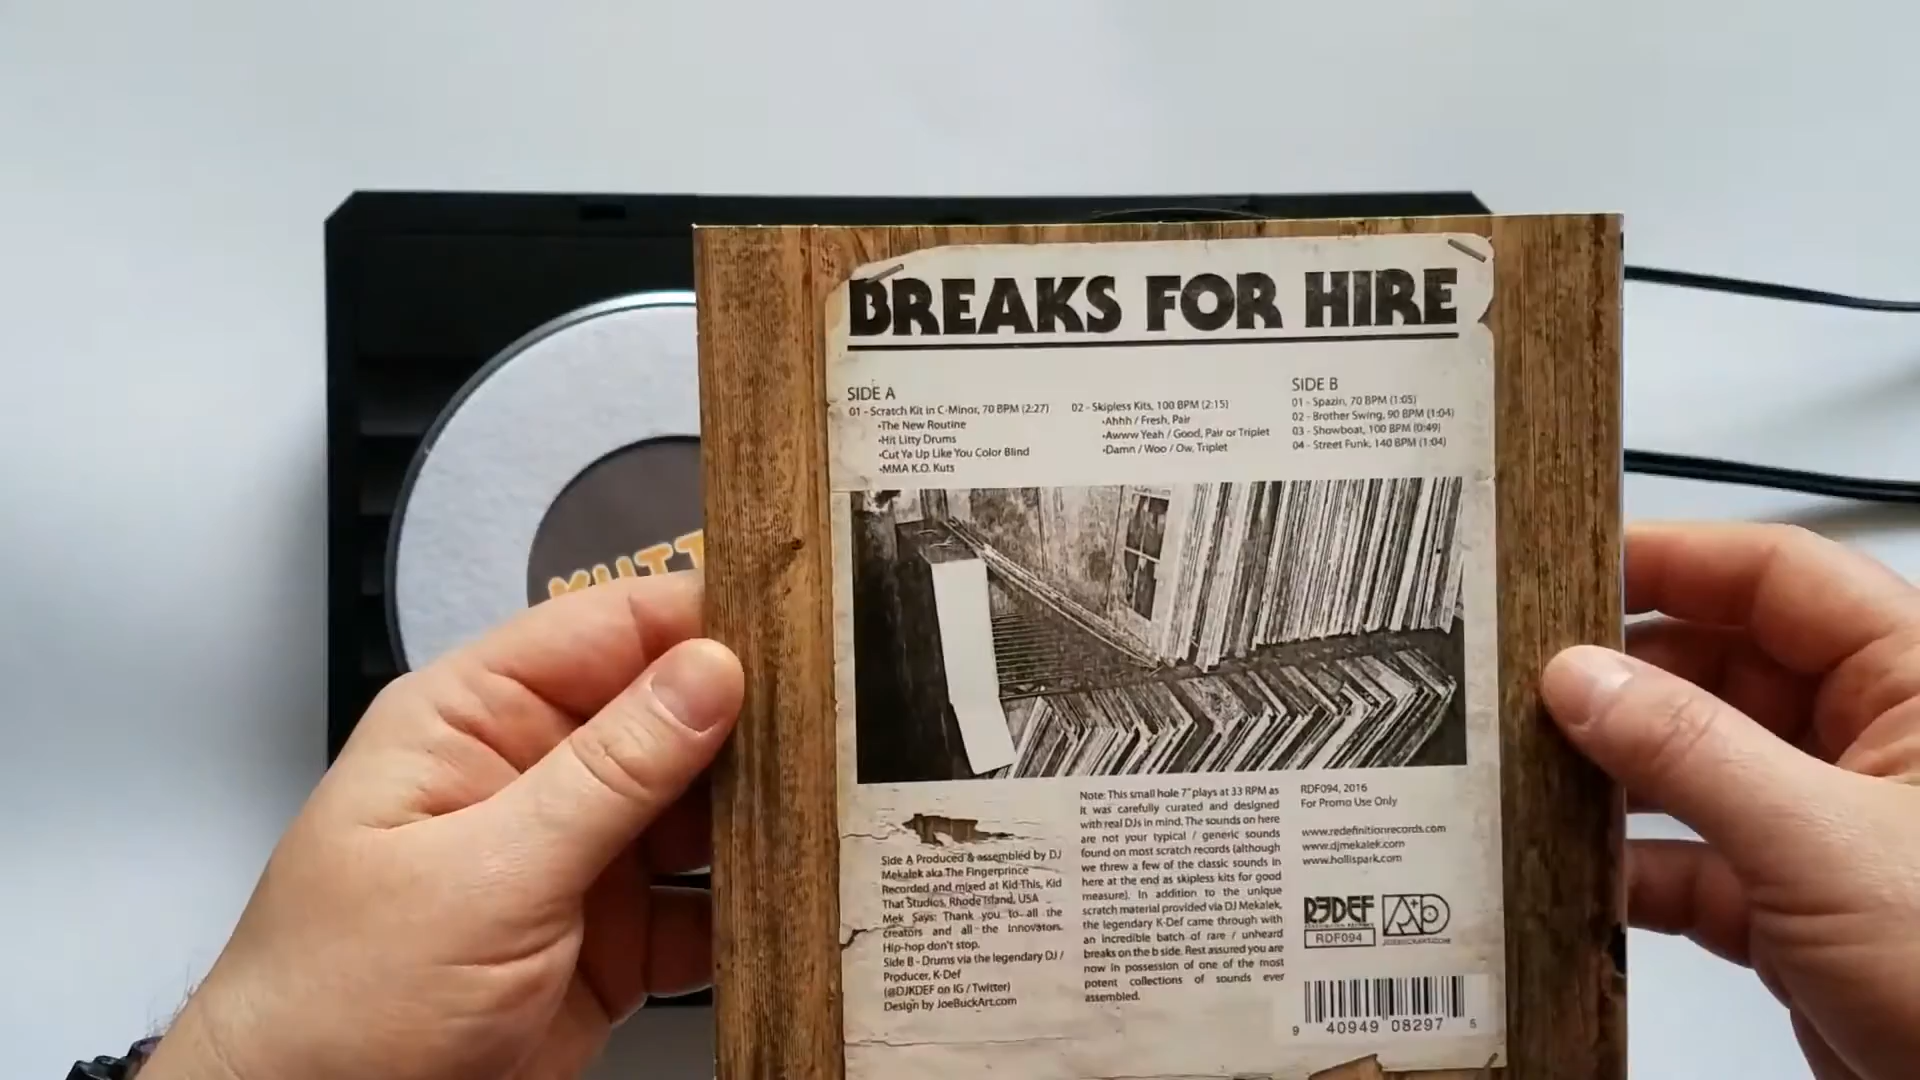 BREAKS FOR HIRE
SIDE A
01 - Scratch Kit in C-Minor, 70 BPM (2:27)
•The New Routine
•Hit Litty Drums
•Cut Ya Up Like You Color Blind
•MMA K.O. Kuts
02 - Skipless Kits, 100 BPM (2:15)
•Ahhh / Fresh, Pair
•Awww Yeah / Good, Pair or Triplet
•Damn / Woo / Ow, Triplet
SIDE B
01 - Spazin, 70 BPM (1:05)
02 - Brother Swing, 90 BPM (1:04)
03 - Showboat, 100 BPM (0:49)
04 - Street Funk, 140 BPM (1:04)
Side A Produced & assembled by DJ
Mekalek aka The Fingerprince
Recorded and mixed at Kid This, Kid
That Studios, Rhode Island, USA
Mek Says: Thank you to all the
creators and all the Innovators.
Hip-hop don't stop.
Side B - Drums via the legendary DJ /
Producer, K-Def
(@DJKDEF on IG / Twitter)
Design by JoeBuckArt.com
Note: This small hole 7" plays at 33 RPM as
it was carefully curated and designed
with real DJs in mind. The sounds on here
are not your typical / generic sounds
found on most scratch records (although
we threw a few of the classic sounds in
here at the end as skipless kits for good
measure). In addition to the unique
scratch material provided via DJ Mekalek,
the legendary K-Def came through with
an incredible batch of rare / unheard
breaks on the b side. Rest assured you are
now in possession of one of the most
potent collections of sounds ever
assembled.
RDF094, 2016
For Promo Use Only
www.redefinitionrecords.com
www.djmekalek.com
www.hollispark.com
REDEF
RDF094
9 40949 08297 5